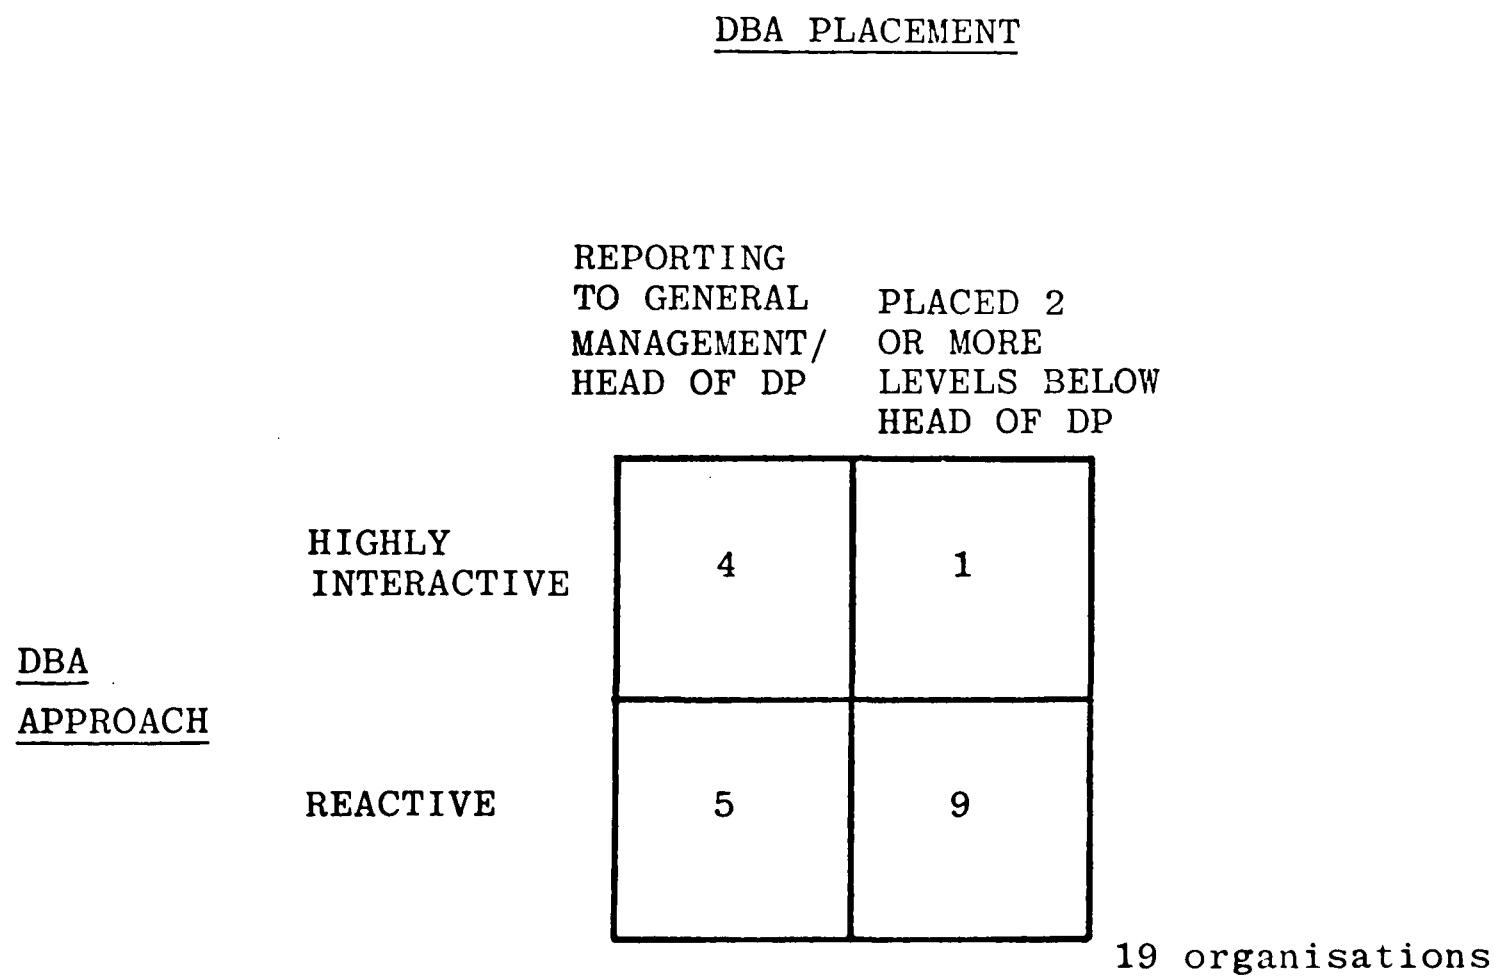 DBA PLACEMENT
REPORTING
TO GENERAL
MANAGEMENT/
HEAD OF DP
PLACED 2
OR MORE
LEVELS BELOW
HEAD OF DP
HIGHLY
INTERACTIVE
4 1
DBA
APPROACH
REACTIVE
5 9
19 organisations